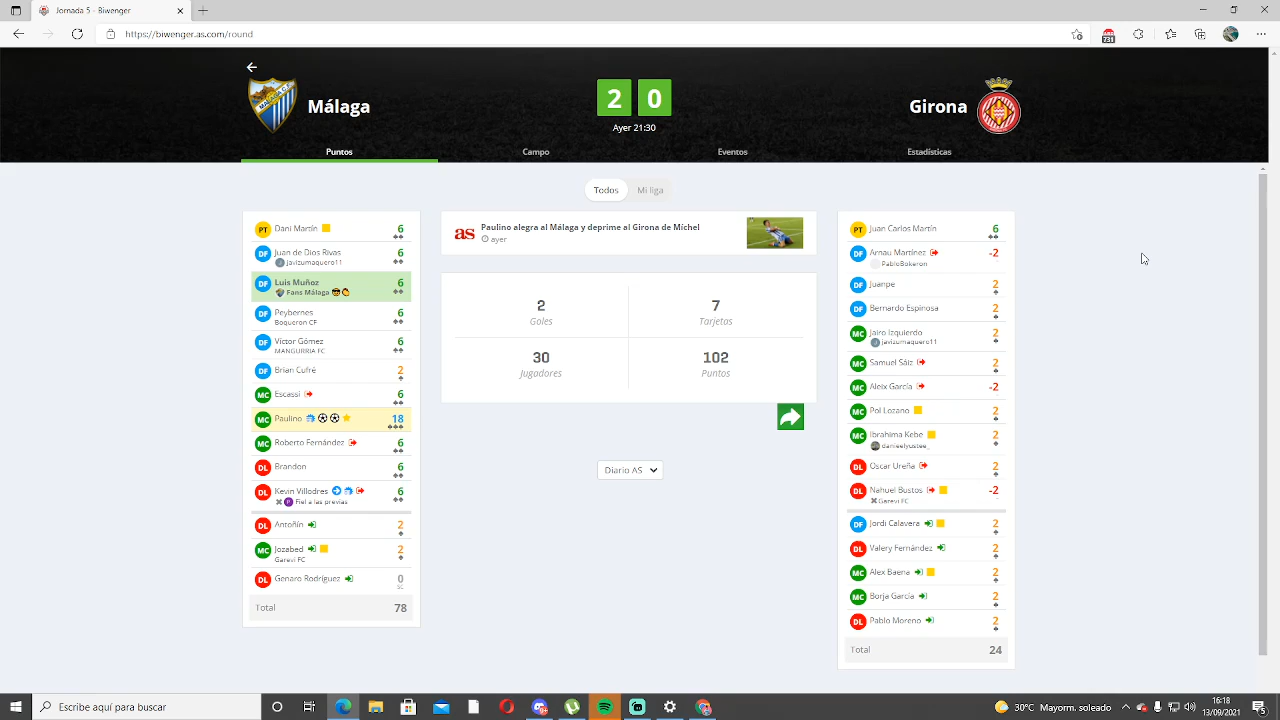 Jornada 5 - Biwenger
https://biwenger.as.com/round
731
Málaga
2 0
Girona
Ayer 21:30
Puntos
Campo
Eventos
Estadísticas
Todos
Mi liga
PT Dani Martín 6
DF Juan de Dios Rivas 6
J javizumaquero11
DF Luis Muñoz 6
Fans Málaga
DF Peybernes 6
Boqueron CF
DF Víctor Gómez 6
MANGURRIA FC
DF Brian Cufré 2
MC Escassi 6
MC Paulino 18
MC Roberto Fernández 6
DL Brandon 6
DL Kevin Villodres 6
Fiel a las previas
DL Antoñín 2
MC Jozabed 2
Garevi FC
DL Genaro Rodríguez 0
SC
Total 78
as
Paulino alegra al Málaga y deprime al Girona de Míchel
ayer
2
Goles
7
Tarjetas
30
Jugadores
102
Puntos
Diario AS
PT Juan Carlos Martín 6
DF Arnau Martínez -2
PabloBokeron
DF Juanpe 2
DF Bernardo Espinosa 2
MC Jairo Izquierdo 2
J javizumaquero11
MC Samuel Sáiz 2
MC Aleix García -2
MC Pol Lozano 2
MC Ibrahima Kebe 2
danieelyustee_
DL Óscar Ureña 2
DL Nahuel Bustos -2
Garevi FC
DF Jordi Calavera 2
DL Valery Fernández 2
MC Alex Baena 2
MC Borja García 2
DL Pablo Moreno 2
Total 24
Escribe aquí para buscar
30ºC Mayorm. soleado
16:18
13/09/2021